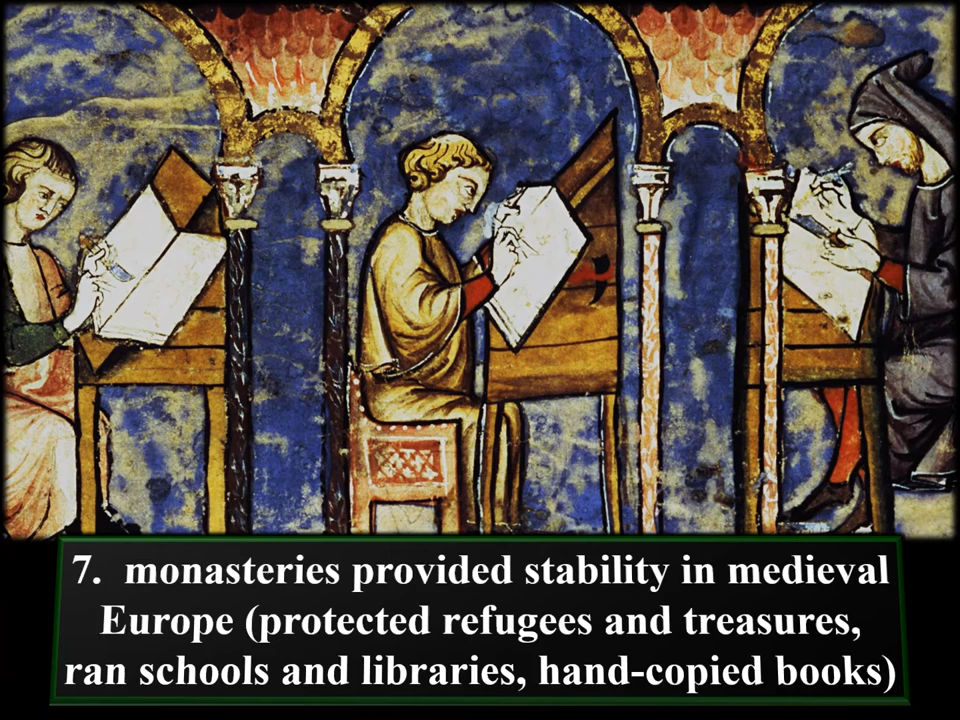 7. monasteries provided stability in medieval
Europe (protected refugees and treasures,
ran schools and libraries, hand-copied books)